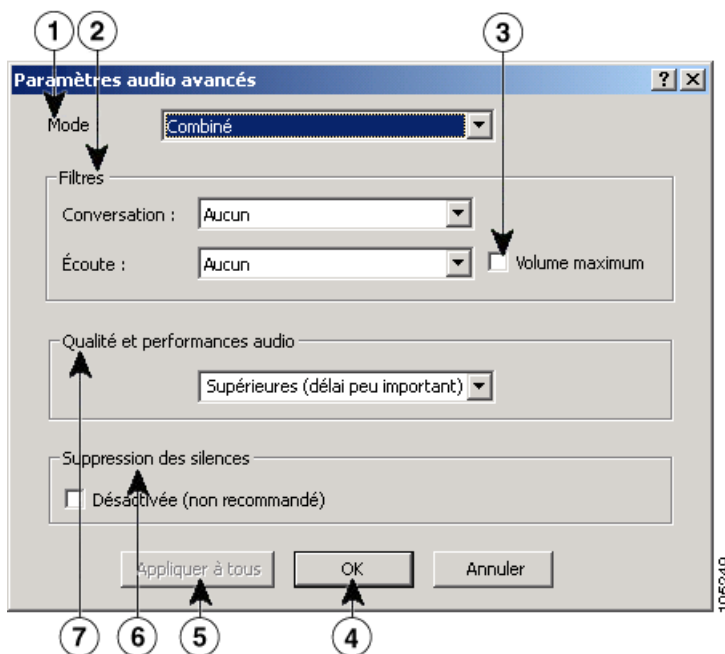 1 2 3
Paramètres audio avancés
Mode Combiné
Filtres
Conversation : Aucun
Écoute : Aucun Volume maximum
Qualité et performances audio
Supérieures (délai peu important)
Suppression des silences
Désactivée (non recommandé)
Appliquer à tous OK Annuler
7 6 5 4
105249